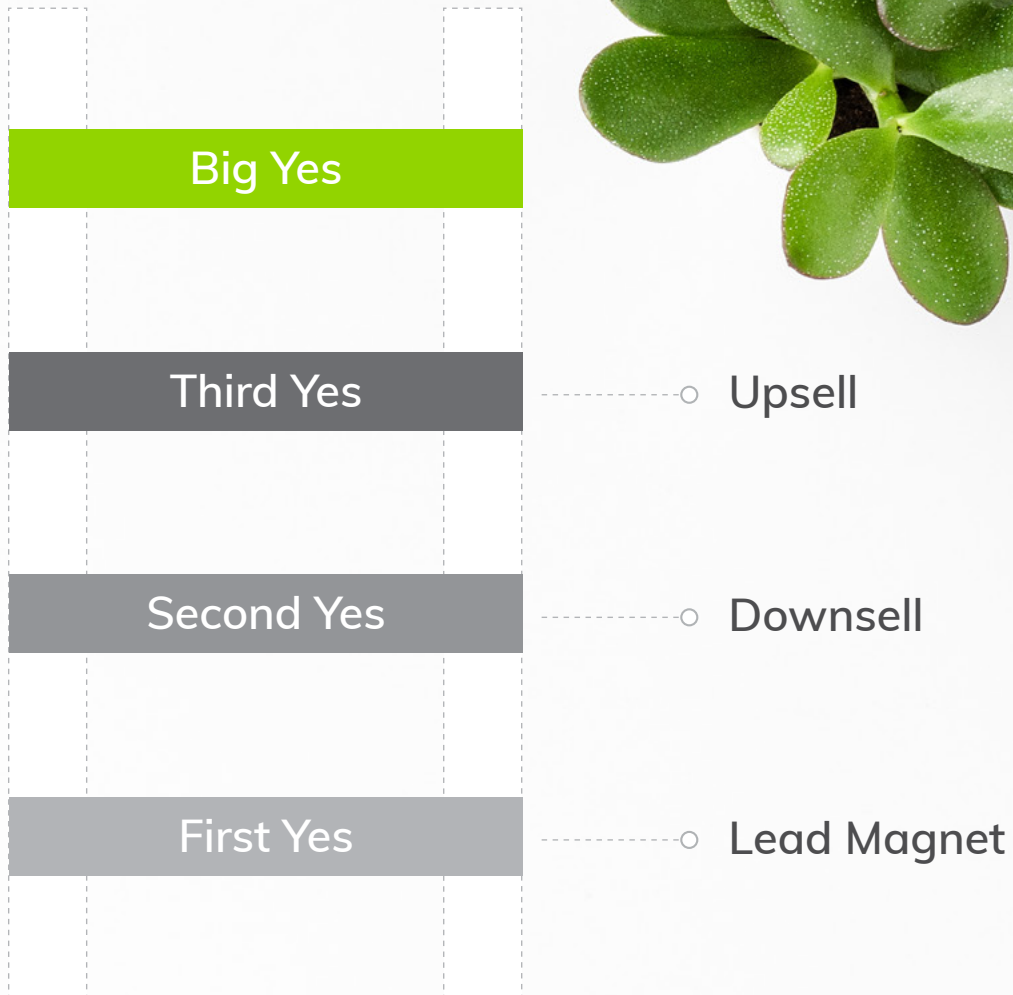 Big Yes
Third Yes
Upsell
Second Yes
Downsell
First Yes
Lead Magnet